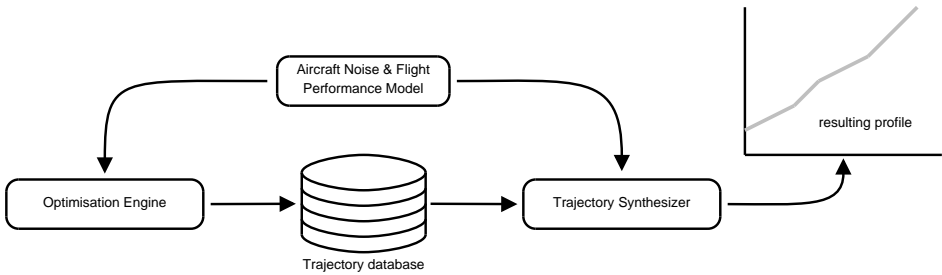 Aircraft Noise & Flight
Performance Model
resulting profile
Optimisation Engine
Trajectory Synthesizer
Trajectory database